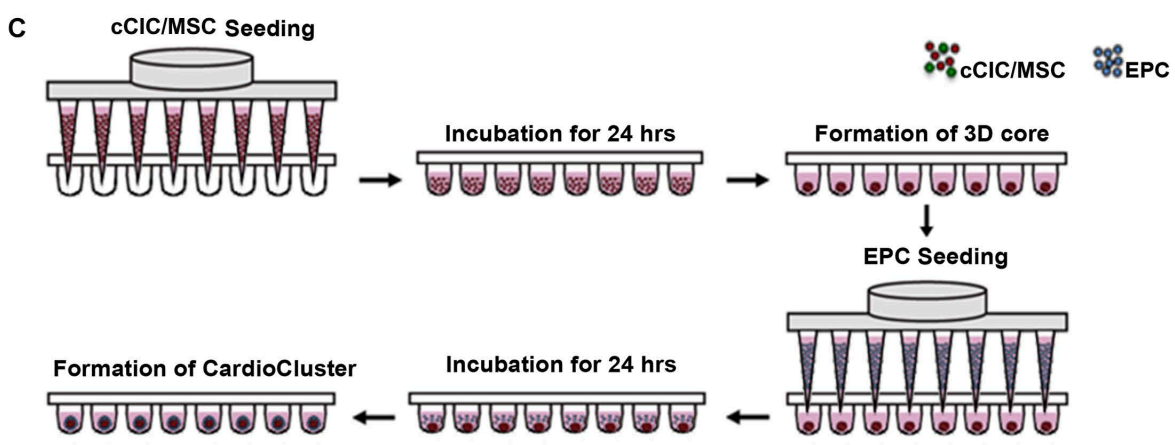 C
cCIC/MSC Seeding
cCIC/MSC
EPC
Incubation for 24 hrs
Formation of 3D core
EPC Seeding
Incubation for 24 hrs
Formation of CardioCluster